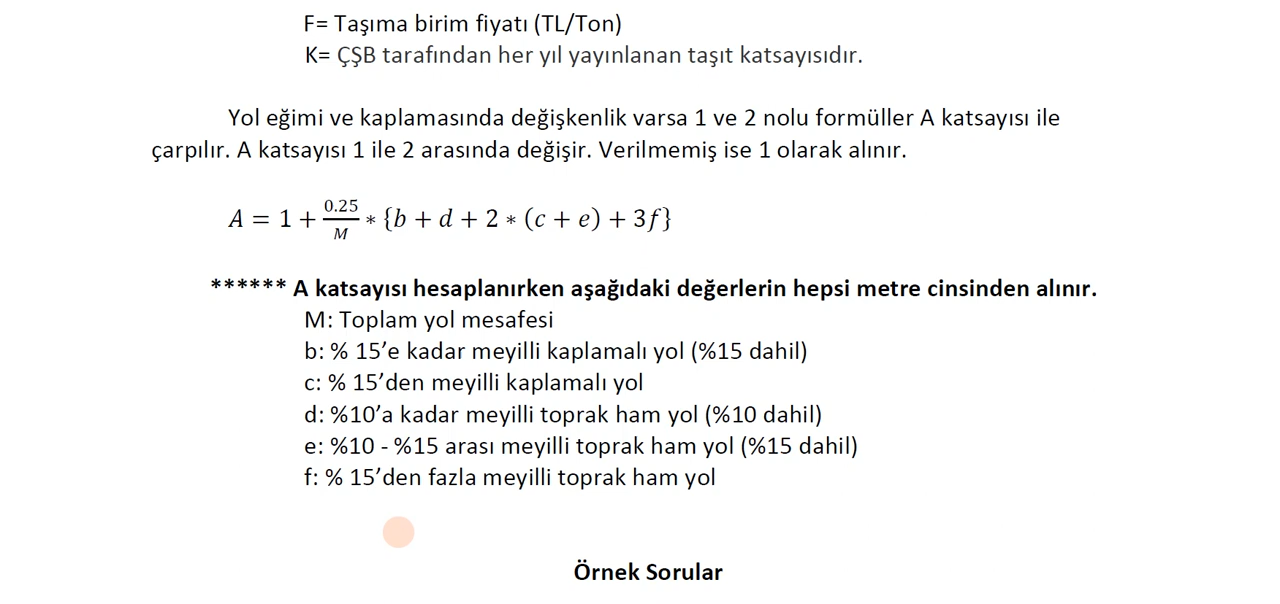 F= Taşıma birim fiyatı (TL/Ton)
K= ÇŞB tarafından her yıl yayınlanan taşıt katsayısıdır.
Yol eğimi ve kaplamasında değişkenlik varsa 1 ve 2 nolu formüller A katsayısı ile
çarpılır. A katsayısı 1 ile 2 arasında değişir. Verilmemiş ise 1 olarak alınır.
A = 1 + 0.25/M * {b + d + 2 * (c + e) + 3f}
****** A katsayısı hesaplanırken aşağıdaki değerlerin hepsi metre cinsinden alınır.
M: Toplam yol mesafesi
b: % 15’e kadar meyilli kaplamalı yol (%15 dahil)
c: % 15’den meyilli kaplamalı yol
d: %10’a kadar meyilli toprak ham yol (%10 dahil)
e: %10 - %15 arası meyilli toprak ham yol (%15 dahil)
f: % 15’den fazla meyilli toprak ham yol
Örnek Sorular